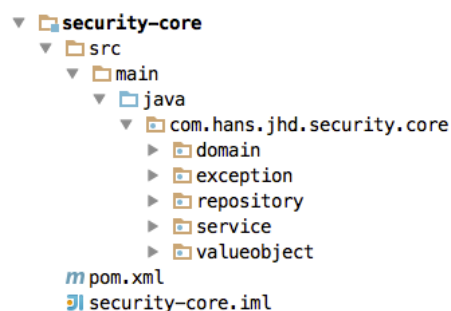 security-core
src
main
java
com.hans.jhd.security.core
domain
exception
repository
service
valueobject
m pom.xml
security-core.iml